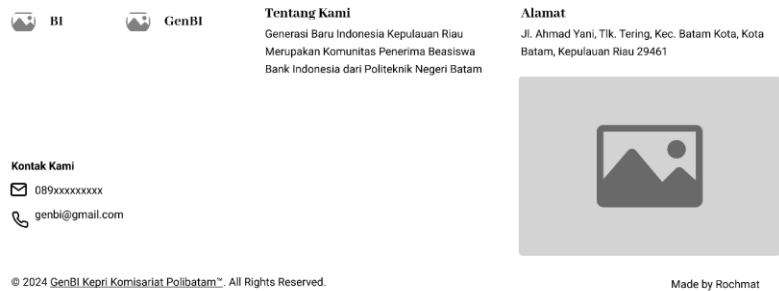 BI
GenBI
Tentang Kami
Generasi Baru Indonesia Kepulauan Riau
Merupakan Komunitas Penerima Beasiswa
Bank Indonesia dari Politeknik Negeri Batam
Alamat
Jl. Ahmad Yani, Tlk. Tering, Kec. Batam Kota, Kota
Batam, Kepulauan Riau 29461
Kontak Kami
089xxxxxxxxx
genbi@gmail.com
© 2024 GenBI Kepri Komisariat Polibatam™. All Rights Reserved.
Made by Rochmat